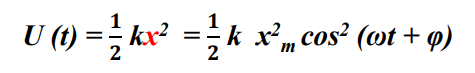 U (t) = 1/2 kx² = 1/2 k x²ₘ cos² (ωt + φ)